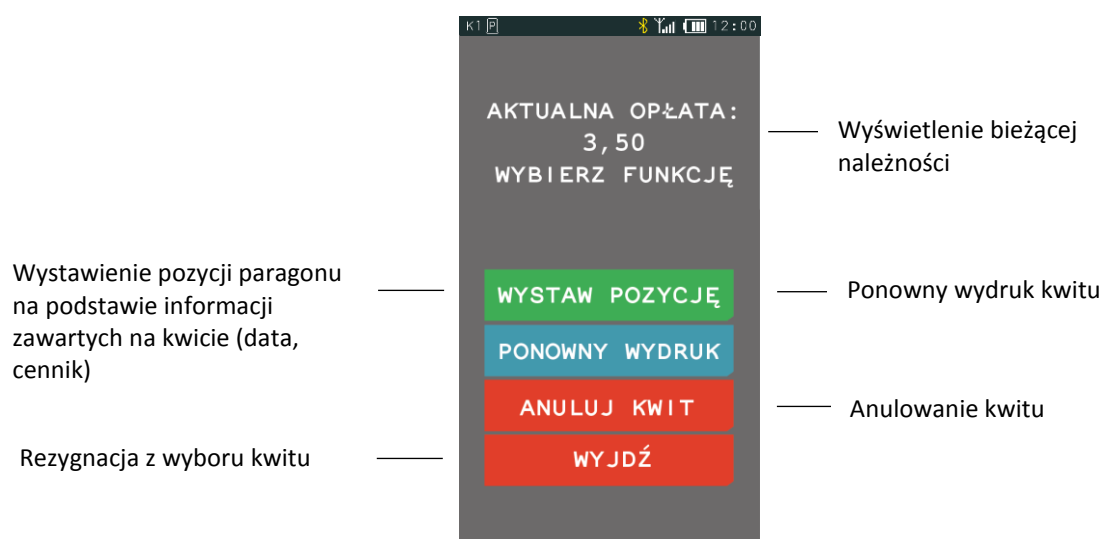 K1 P 12:00
AKTUALNA OPŁATA:
3,50
WYBIERZ FUNKCJĘ
Wyświetlenie bieżącej
należności
Wystawienie pozycji paragonu
na podstawie informacji
zawartych na kwicie (data,
cennik)
WYSTAW POZYCJĘ
Ponowny wydruk kwitu
PONOWNY WYDRUK
ANULUJ KWIT
Anulowanie kwitu
Rezygnacja z wyboru kwitu
WYJDŹ